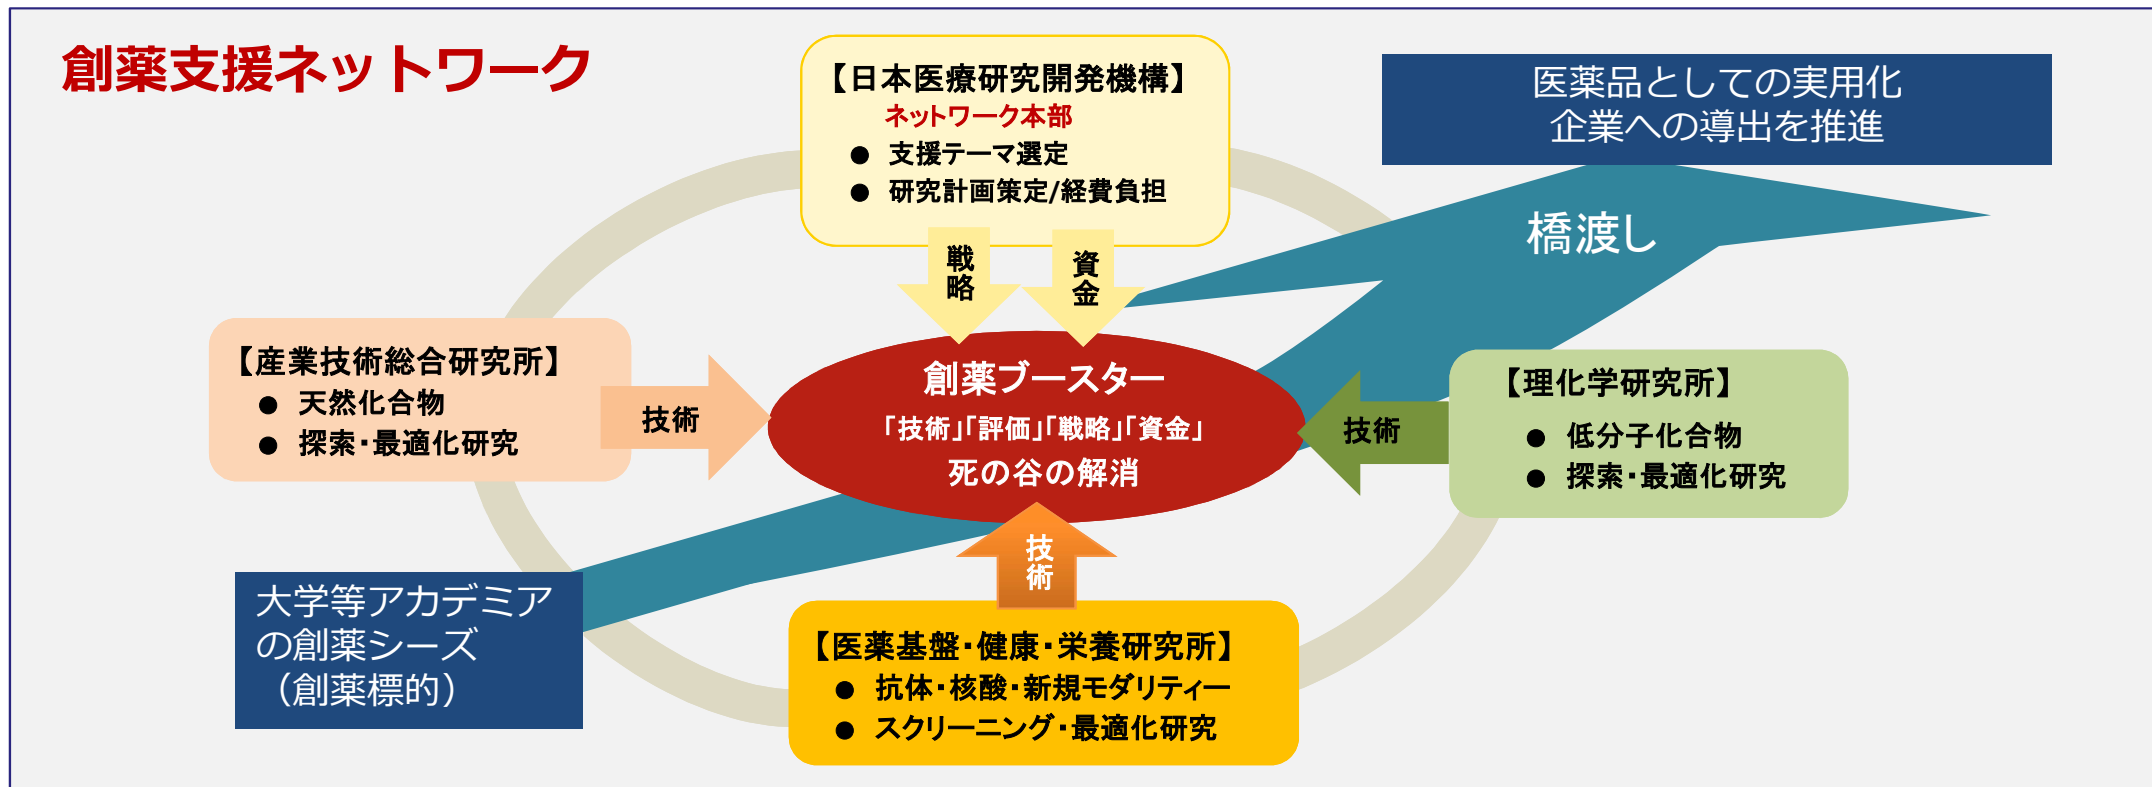 創薬支援ネットワーク
【日本医療研究開発機構】
ネットワーク本部
● 支援テーマ選定
● 研究計画策定/経費負担
戦略
資金
医薬品としての実用化
企業への導出を推進
橋渡し
【産業技術総合研究所】
● 天然化合物
● 探索・最適化研究
技術
創薬ブースター
「技術」「評価」「戦略」「資金」
死の谷の解消
技術
【理化学研究所】
● 低分子化合物
● 探索・最適化研究
技術
大学等アカデミア
の創薬シーズ
（創薬標的）
【医薬基盤・健康・栄養研究所】
● 抗体・核酸・新規モダリティー
● スクリーニング・最適化研究